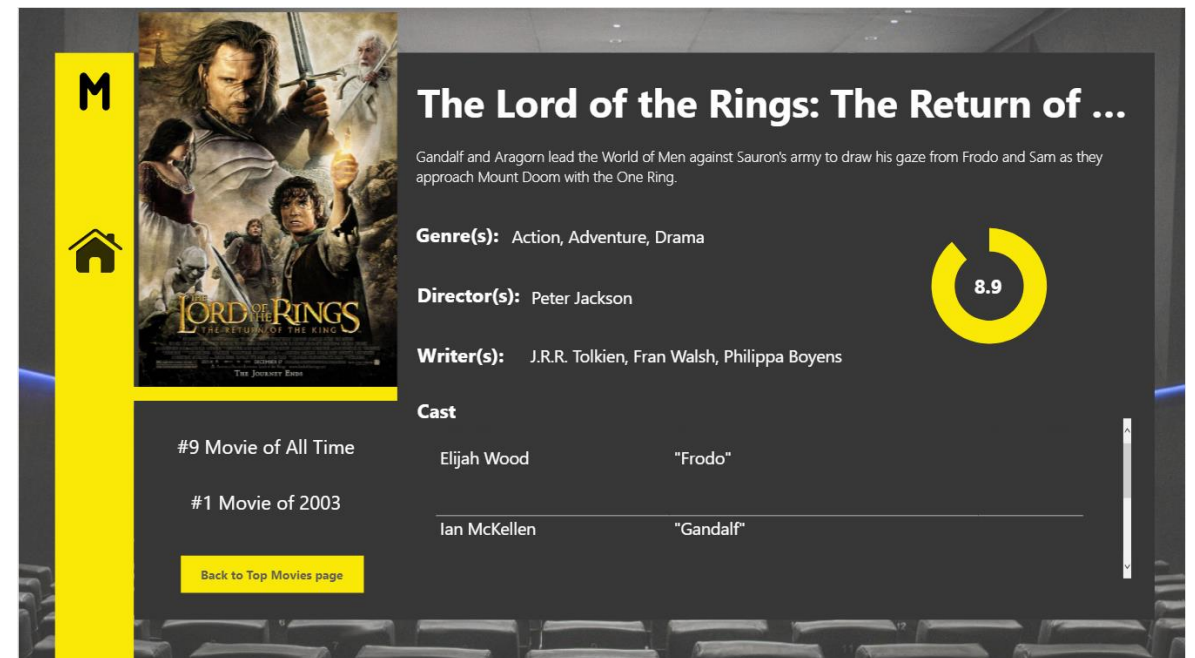 M
THE
LORD OF THE RINGS
THE RETURN OF THE KING
THE JOURNEY ENDS
#9 Movie of All Time
#1 Movie of 2003
Back to Top Movies page
The Lord of the Rings: The Return of ...
Gandalf and Aragorn lead the World of Men against Sauron's army to draw his gaze from Frodo and Sam as they
approach Mount Doom with the One Ring.
Genre(s): Action, Adventure, Drama
8.9
Director(s): Peter Jackson
Writer(s): J.R.R. Tolkien, Fran Walsh, Philippa Boyens
Cast
Elijah Wood "Frodo"
Ian McKellen "Gandalf"